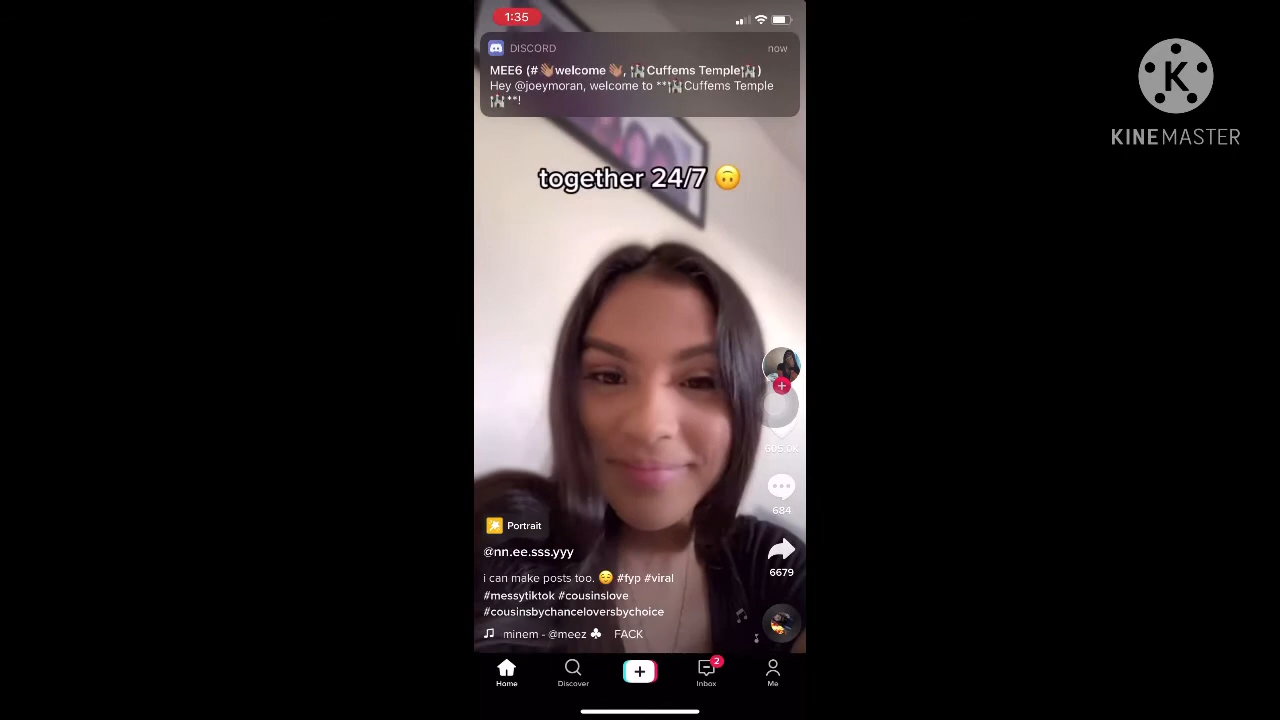 1:35
DISCORD
now
MEE6 (#👋🏽welcome👋🏽, 🏰Cuffems Temple🏰)
Hey @joeymoran, welcome to **🏰Cuffems Temple
🏰**!
KINEMASTER
together 24/7 🙃
684
Portrait
@nn.ee.sss.yyy
6679
i can make posts too. 😌 #fyp #viral
#messytiktok #cousinslove
#cousinsbychanceloversbychoice
minem - @meez ♣ FACK
2
Home
Discover
Inbox
Me